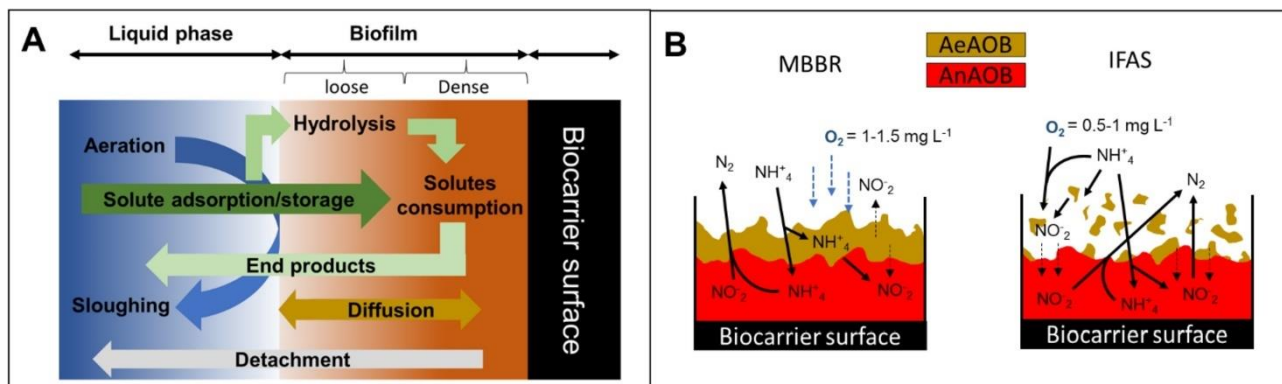 A
Liquid phase
Biofilm
loose
Dense
Aeration
Hydrolysis
Solute adsorption/storage
Solutes
consumption
End products
Sloughing
Diffusion
Detachment
Biocarrier surface
B
AeAOB
AnAOB
MBBR
O₂ = 1-1.5 mg L⁻¹
N₂
NH⁺₄
NO⁻₂
NH⁺₄
NO⁻₂
NH⁺₄
NO⁻₂
Biocarrier surface
IFAS
O₂ = 0.5-1 mg L⁻¹
NH⁺₄
N₂
NO⁻₂
NO⁻₂
NH⁺₄
NO⁻₂
Biocarrier surface